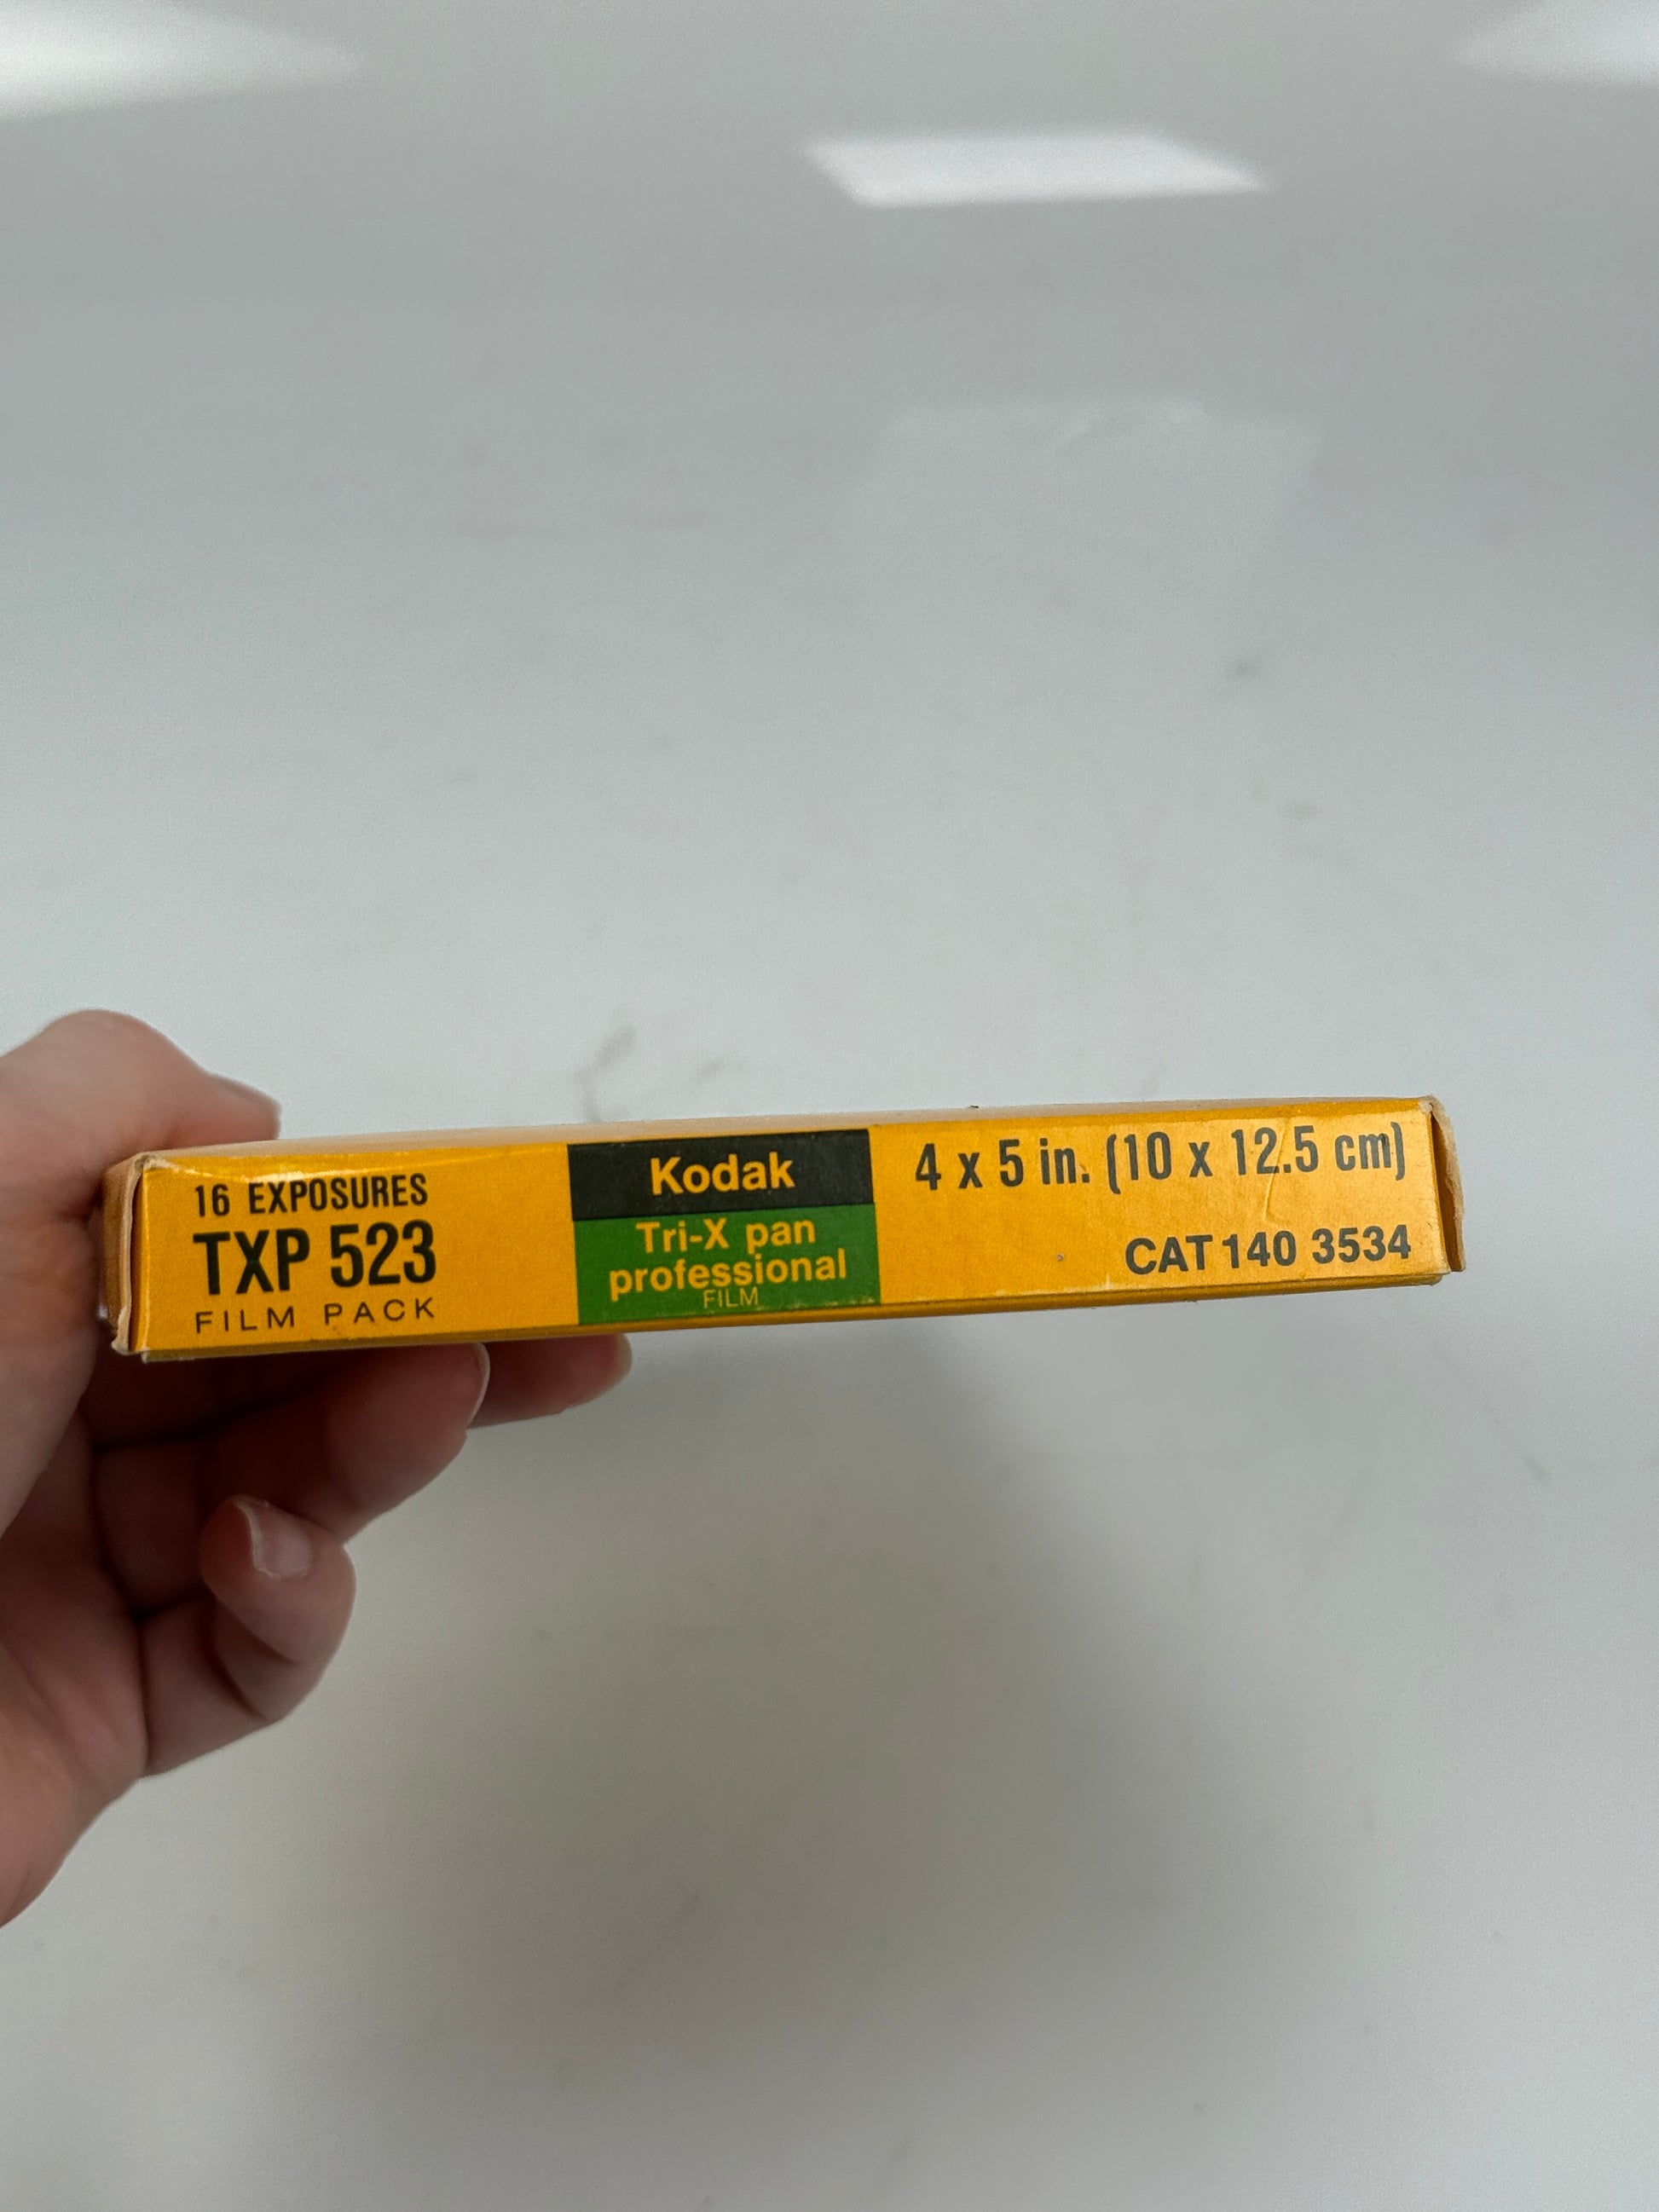 16 EXPOSURES
TXP 523
FILM PACK
Kodak
Tri-X pan
professional
FILM
4 x 5 in. (10 x 12.5 cm)
CAT 140 3534